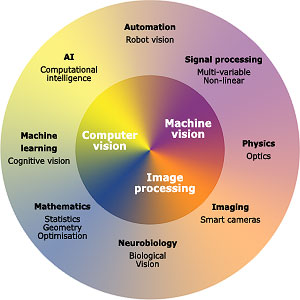 Automation
Robot vision
AI
Computational
intelligence
Signal processing
Multi-variable
Non-linear
Computer
vision
Machine
vision
Image
processing
Machine
learning
Cognitive vision
Physics
Optics
Mathematics
Statistics
Geometry
Optimisation
Imaging
Smart cameras
Neurobiology
Biological
Vision